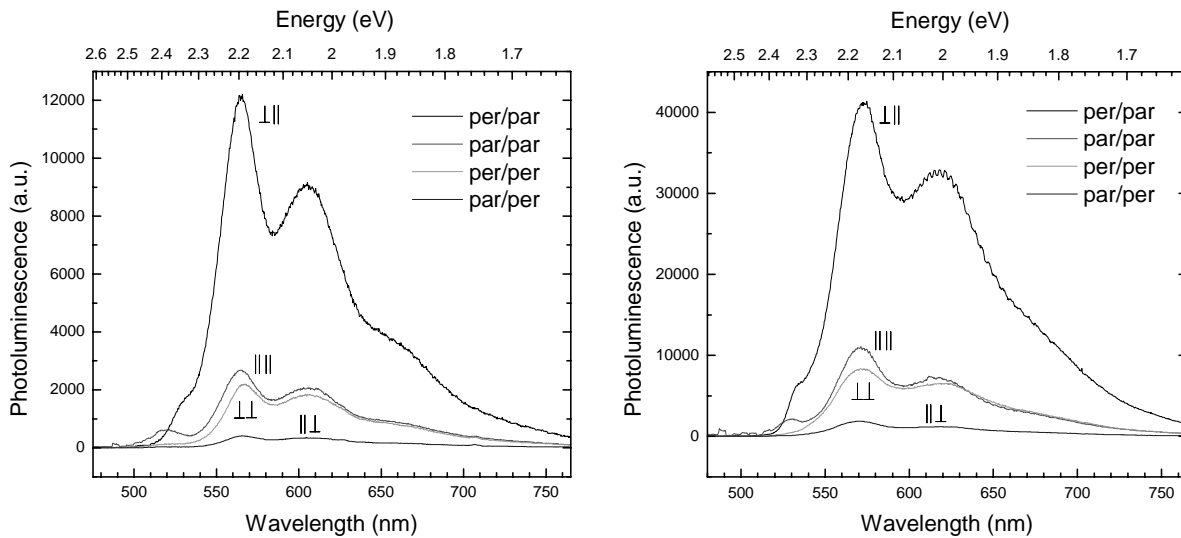 Energy (eV)
2.6 2.5 2.4 2.3 2.2 2.1 2 1.9 1.8 1.7
Photoluminescence (a.u.)
12000
10000
8000
6000
4000
2000
0
⊥∥
per/par
par/par
per/per
par/per
∥∥
⊥⊥
∥⊥
500 550 600 650 700 750
Wavelength (nm)
Energy (eV)
2.5 2.4 2.3 2.2 2.1 2 1.9 1.8 1.7
Photoluminescence (a.u.)
40000
30000
20000
10000
0
⊥∥
per/par
par/par
per/per
par/per
∥∥
⊥⊥
∥⊥
500 550 600 650 700 750
Wavelength (nm)